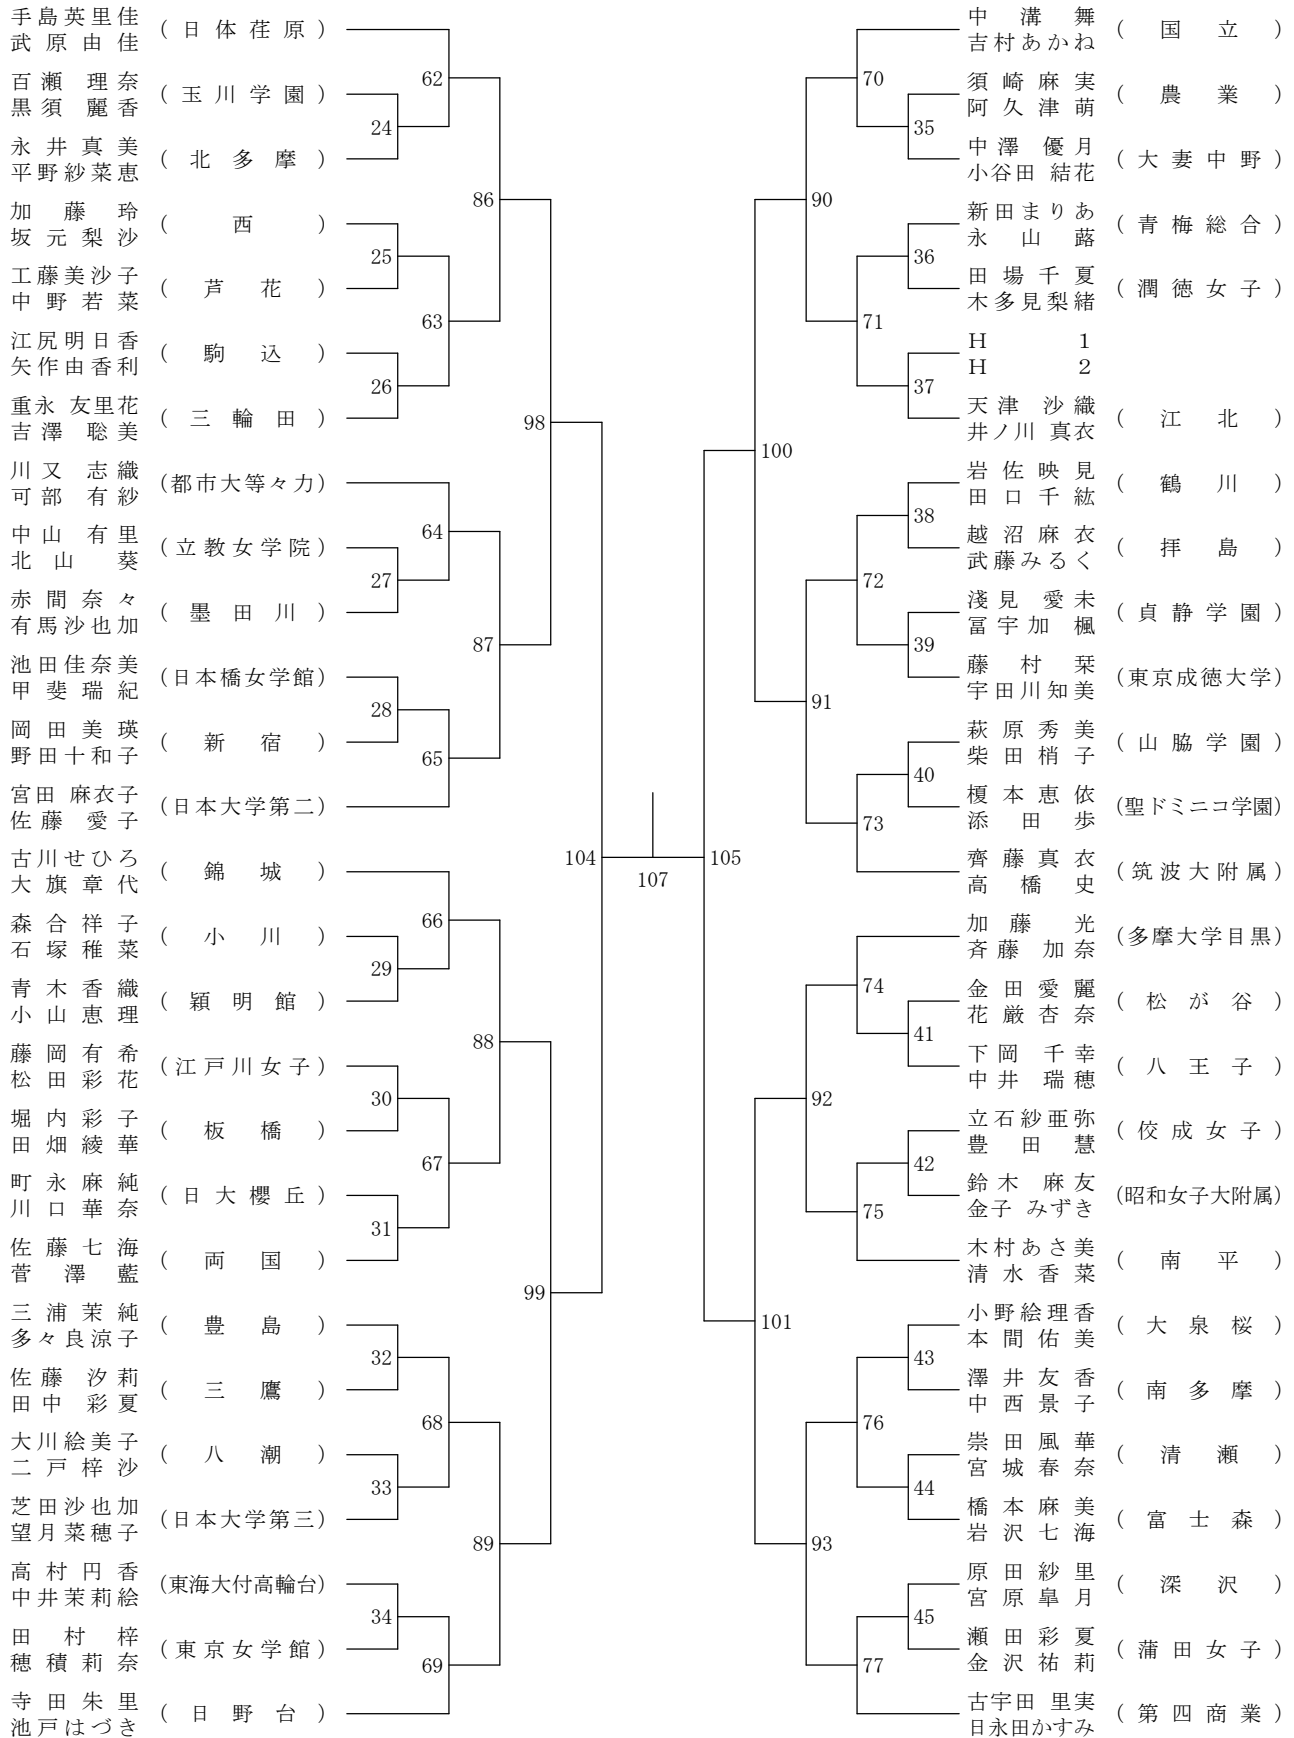 手島英里佳
武原由佳 (日体荏原)
62
百瀬理奈
黒須麗香 (玉川学園)
24
永井真美
平野紗菜恵 (北多摩)
86
加藤玲
坂元梨沙 (西)
25
工藤美沙子
中野若菜 (芦花)
63
江尻明日香
矢作由香利 (駒込)
26
重永友里花
吉澤聡美 (三輪田)
98
川又志織
可部有紗 (都市大等々力)
64
中山有里
北山葵 (立教女学院)
27
赤間奈々
有馬沙也加 (墨田川)
87
池田佳奈美
甲斐瑞紀 (日本橋女学館)
28
岡田美瑛
野田十和子 (新宿)
65
宮田麻衣子
佐藤愛子 (日本大学第二)
104
古川せひろ
大旗章代 (錦城)
66
森合祥子
石塚稚菜 (小川)
29
青木香織
小山恵理 (穎明館)
88
藤岡有希
松田彩花 (江戸川女子)
30
堀内彩子
田畑綾華 (板橋)
67
町永麻純
川口華奈 (日大櫻丘)
31
佐藤七海
菅澤藍 (両国)
99
三浦茉純
多々良涼子 (豊島)
32
佐藤汐莉
田中彩夏 (三鷹)
68
大川絵美子
二戸梓沙 (八潮)
33
芝田沙也加
望月菜穂子 (日本大学第三)
89
高村円香
中井茉莉絵 (東海大付高輪台)
34
田村梓
穂積莉奈 (東京女学館)
69
寺田朱里
池戸はづき (日野台)
107
中溝舞
吉村あかね (国立)
70
須崎麻実
阿久津萌 (農業)
35
中澤優月
小谷田結花 (大妻中野)
90
新田まりあ
永山蕗 (青梅総合)
36
田場千夏
木多見梨緒 (潤徳女子)
71
H 1
H 2
37
天津沙織
井ノ川真衣 (江北)
100
岩佐映見
田口千紘 (鶴川)
38
越沼麻衣
武藤みるく (拝島)
72
淺見愛未
冨宇加楓 (貞静学園)
39
藤村栞
宇田川知美 (東京成徳大学)
91
萩原秀美
柴田梢子 (山脇学園)
40
榎本恵依
添田歩 (聖ドミニコ学園)
73
齊藤真衣
高橋史 (筑波大附属)
105
加藤光
斉藤加奈 (多摩大学目黒)
74
金田愛麗
花厳杏奈 (松が谷)
41
下岡千幸
中井瑞穂 (八王子)
92
立石紗亜弥
豊田慧 (佼成女子)
42
鈴木麻友
金子みずき (昭和女子大附属)
75
木村あさ美
清水香菜 (南平)
101
小野絵理香
本間佑美 (大泉桜)
43
澤井友香
中西景子 (南多摩)
76
崇田風華
宮城春奈 (清瀬)
44
橋本麻美
岩沢七海 (富士森)
93
原田紗里
宮原皐月 (深沢)
45
瀬田彩夏
金沢祐莉 (蒲田女子)
77
古宇田里実
日永田かすみ (第四商業)